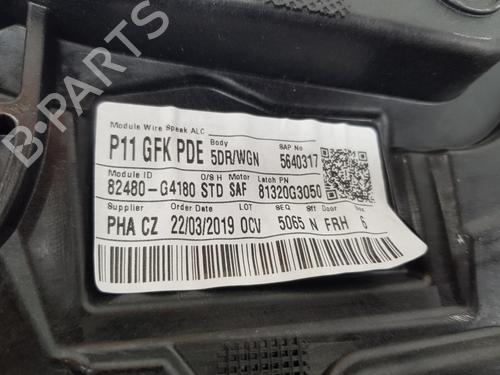 Module Wire Speak ALC Body SAP No
P11 GFK PDE 5DR/WGN 5640317
Module ID O/S H Motor Latch PN
82480-G4180 STD SAF 81320G3050
Supplier Order Date LOT Seq Sft Door
PHA CZ 22/03/2019 OCV 5065 N FRH 6
B-PARTS